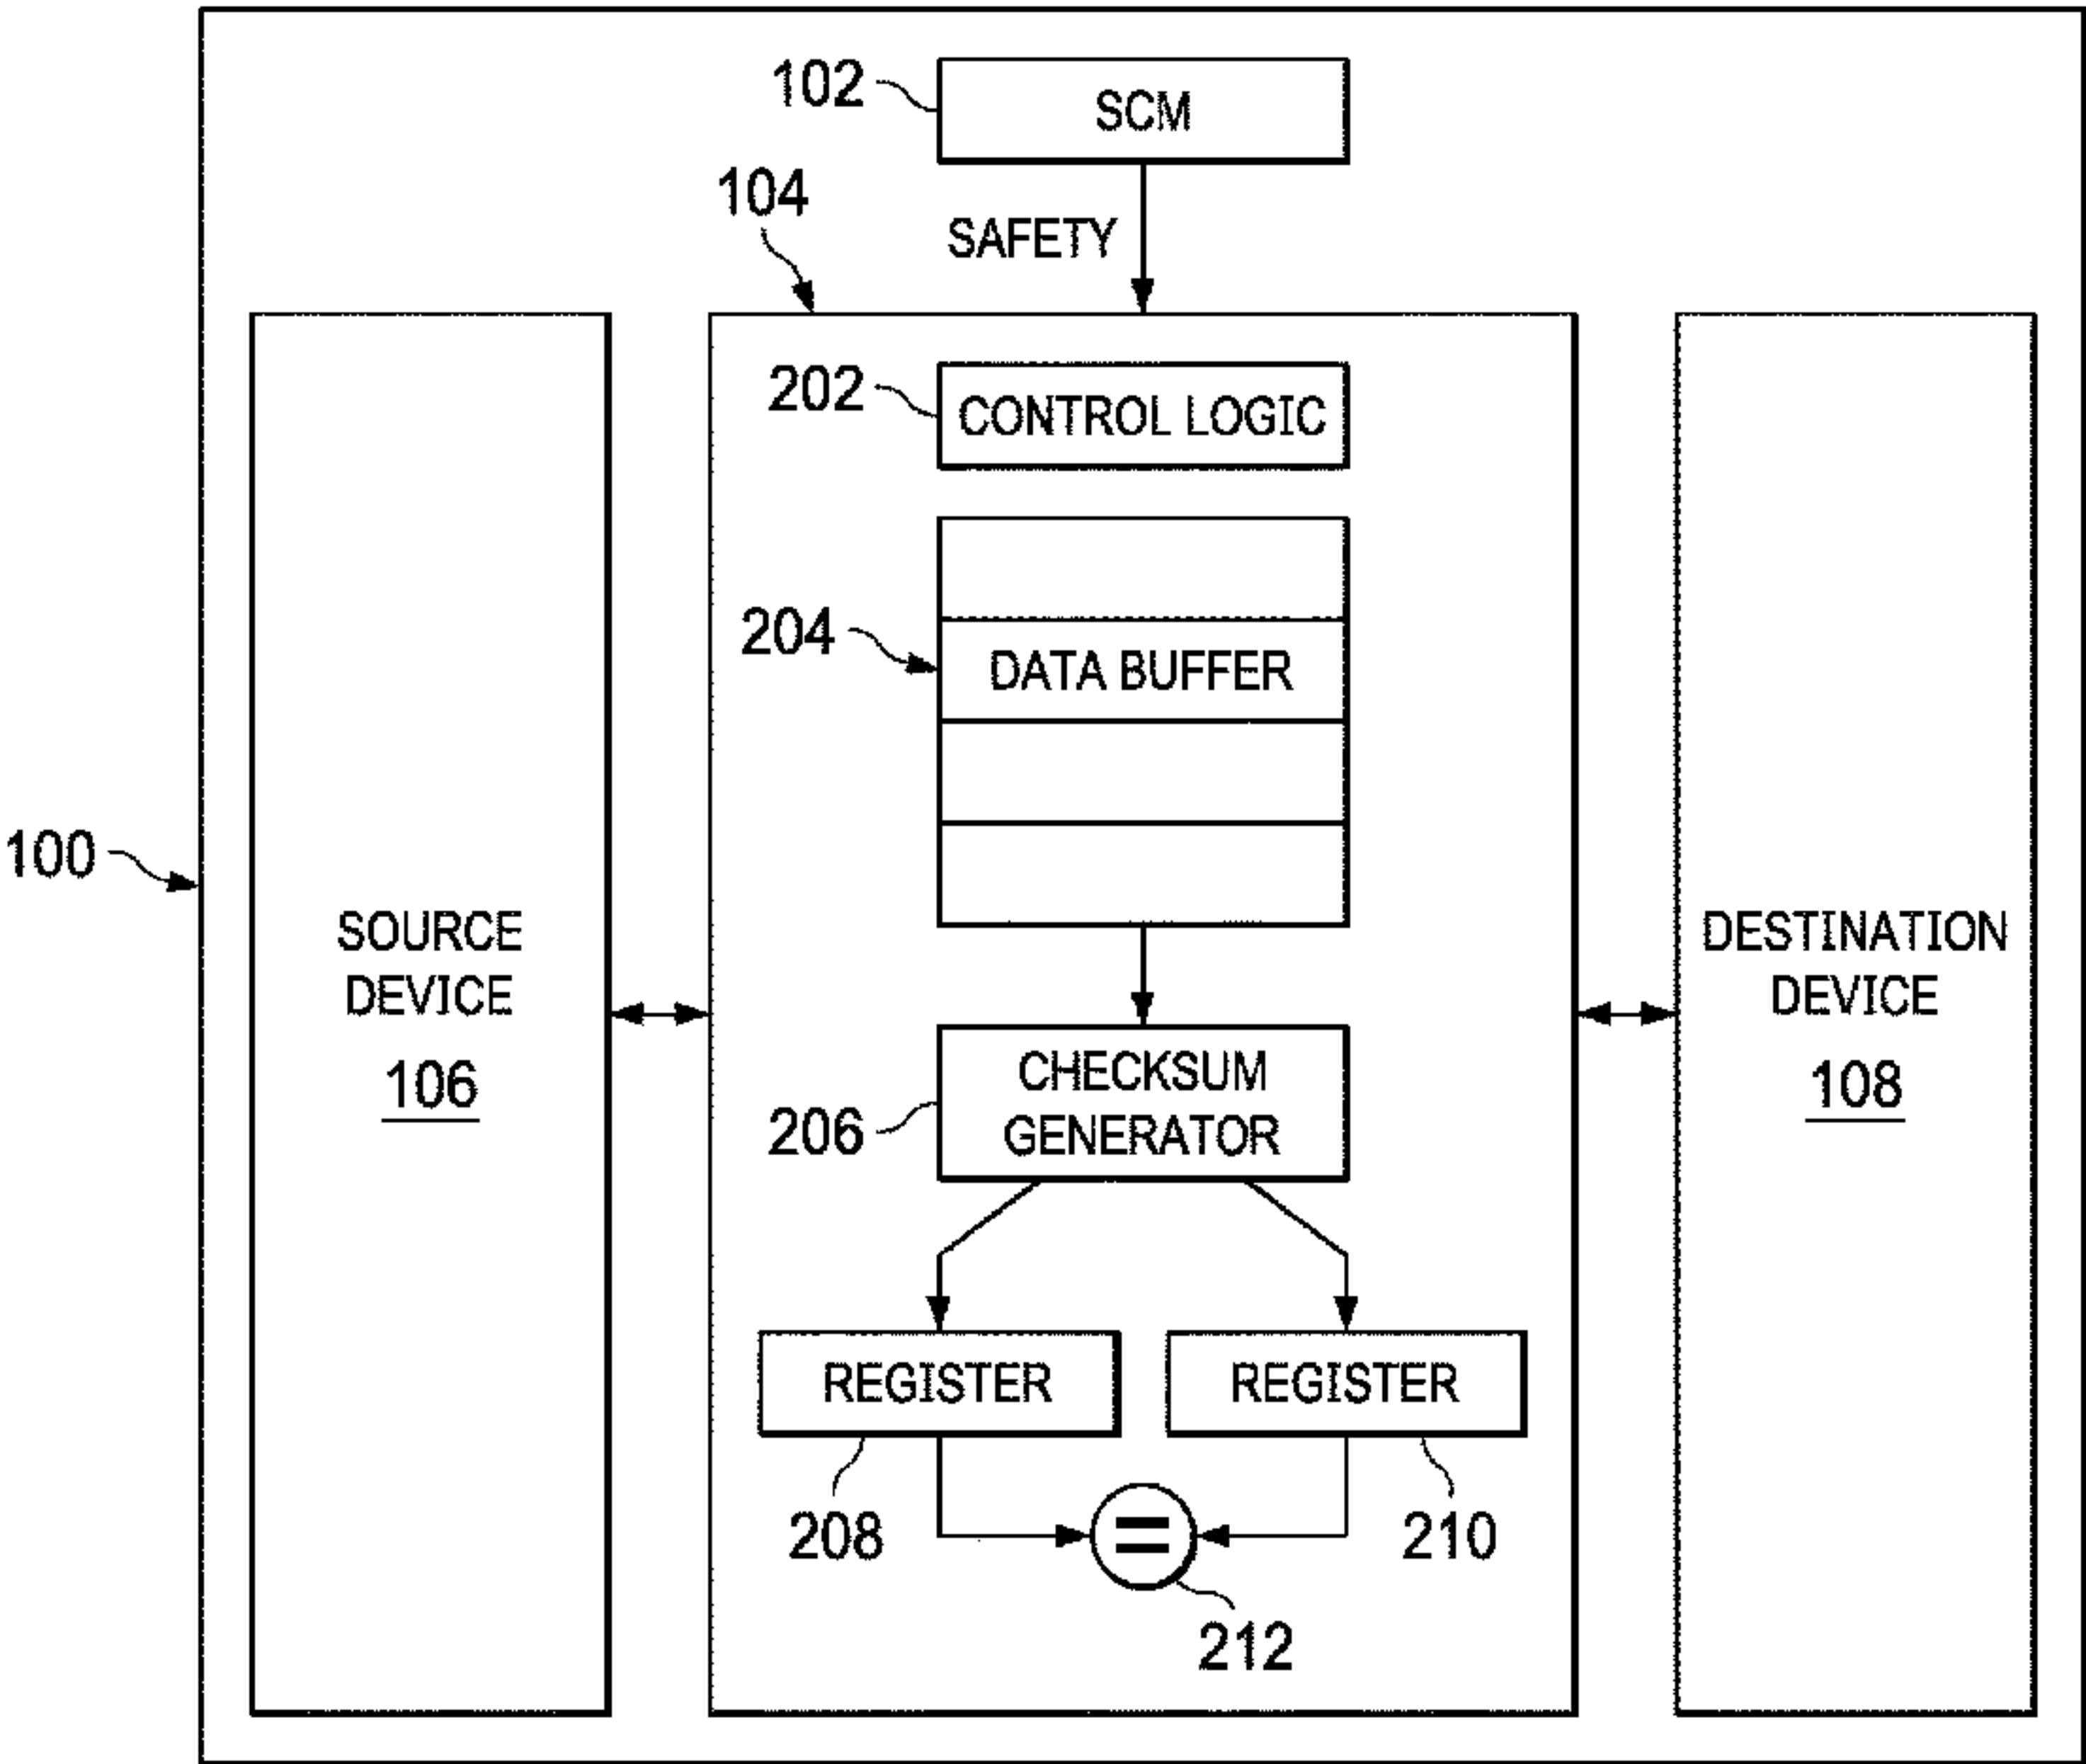 102
SCM
104
SAFETY
202
CONTROL LOGIC
204
DATA BUFFER
100
SOURCE
DEVICE
106
DESTINATION
DEVICE
108
206
CHECKSUM
GENERATOR
REGISTER
REGISTER
208
=
210
212